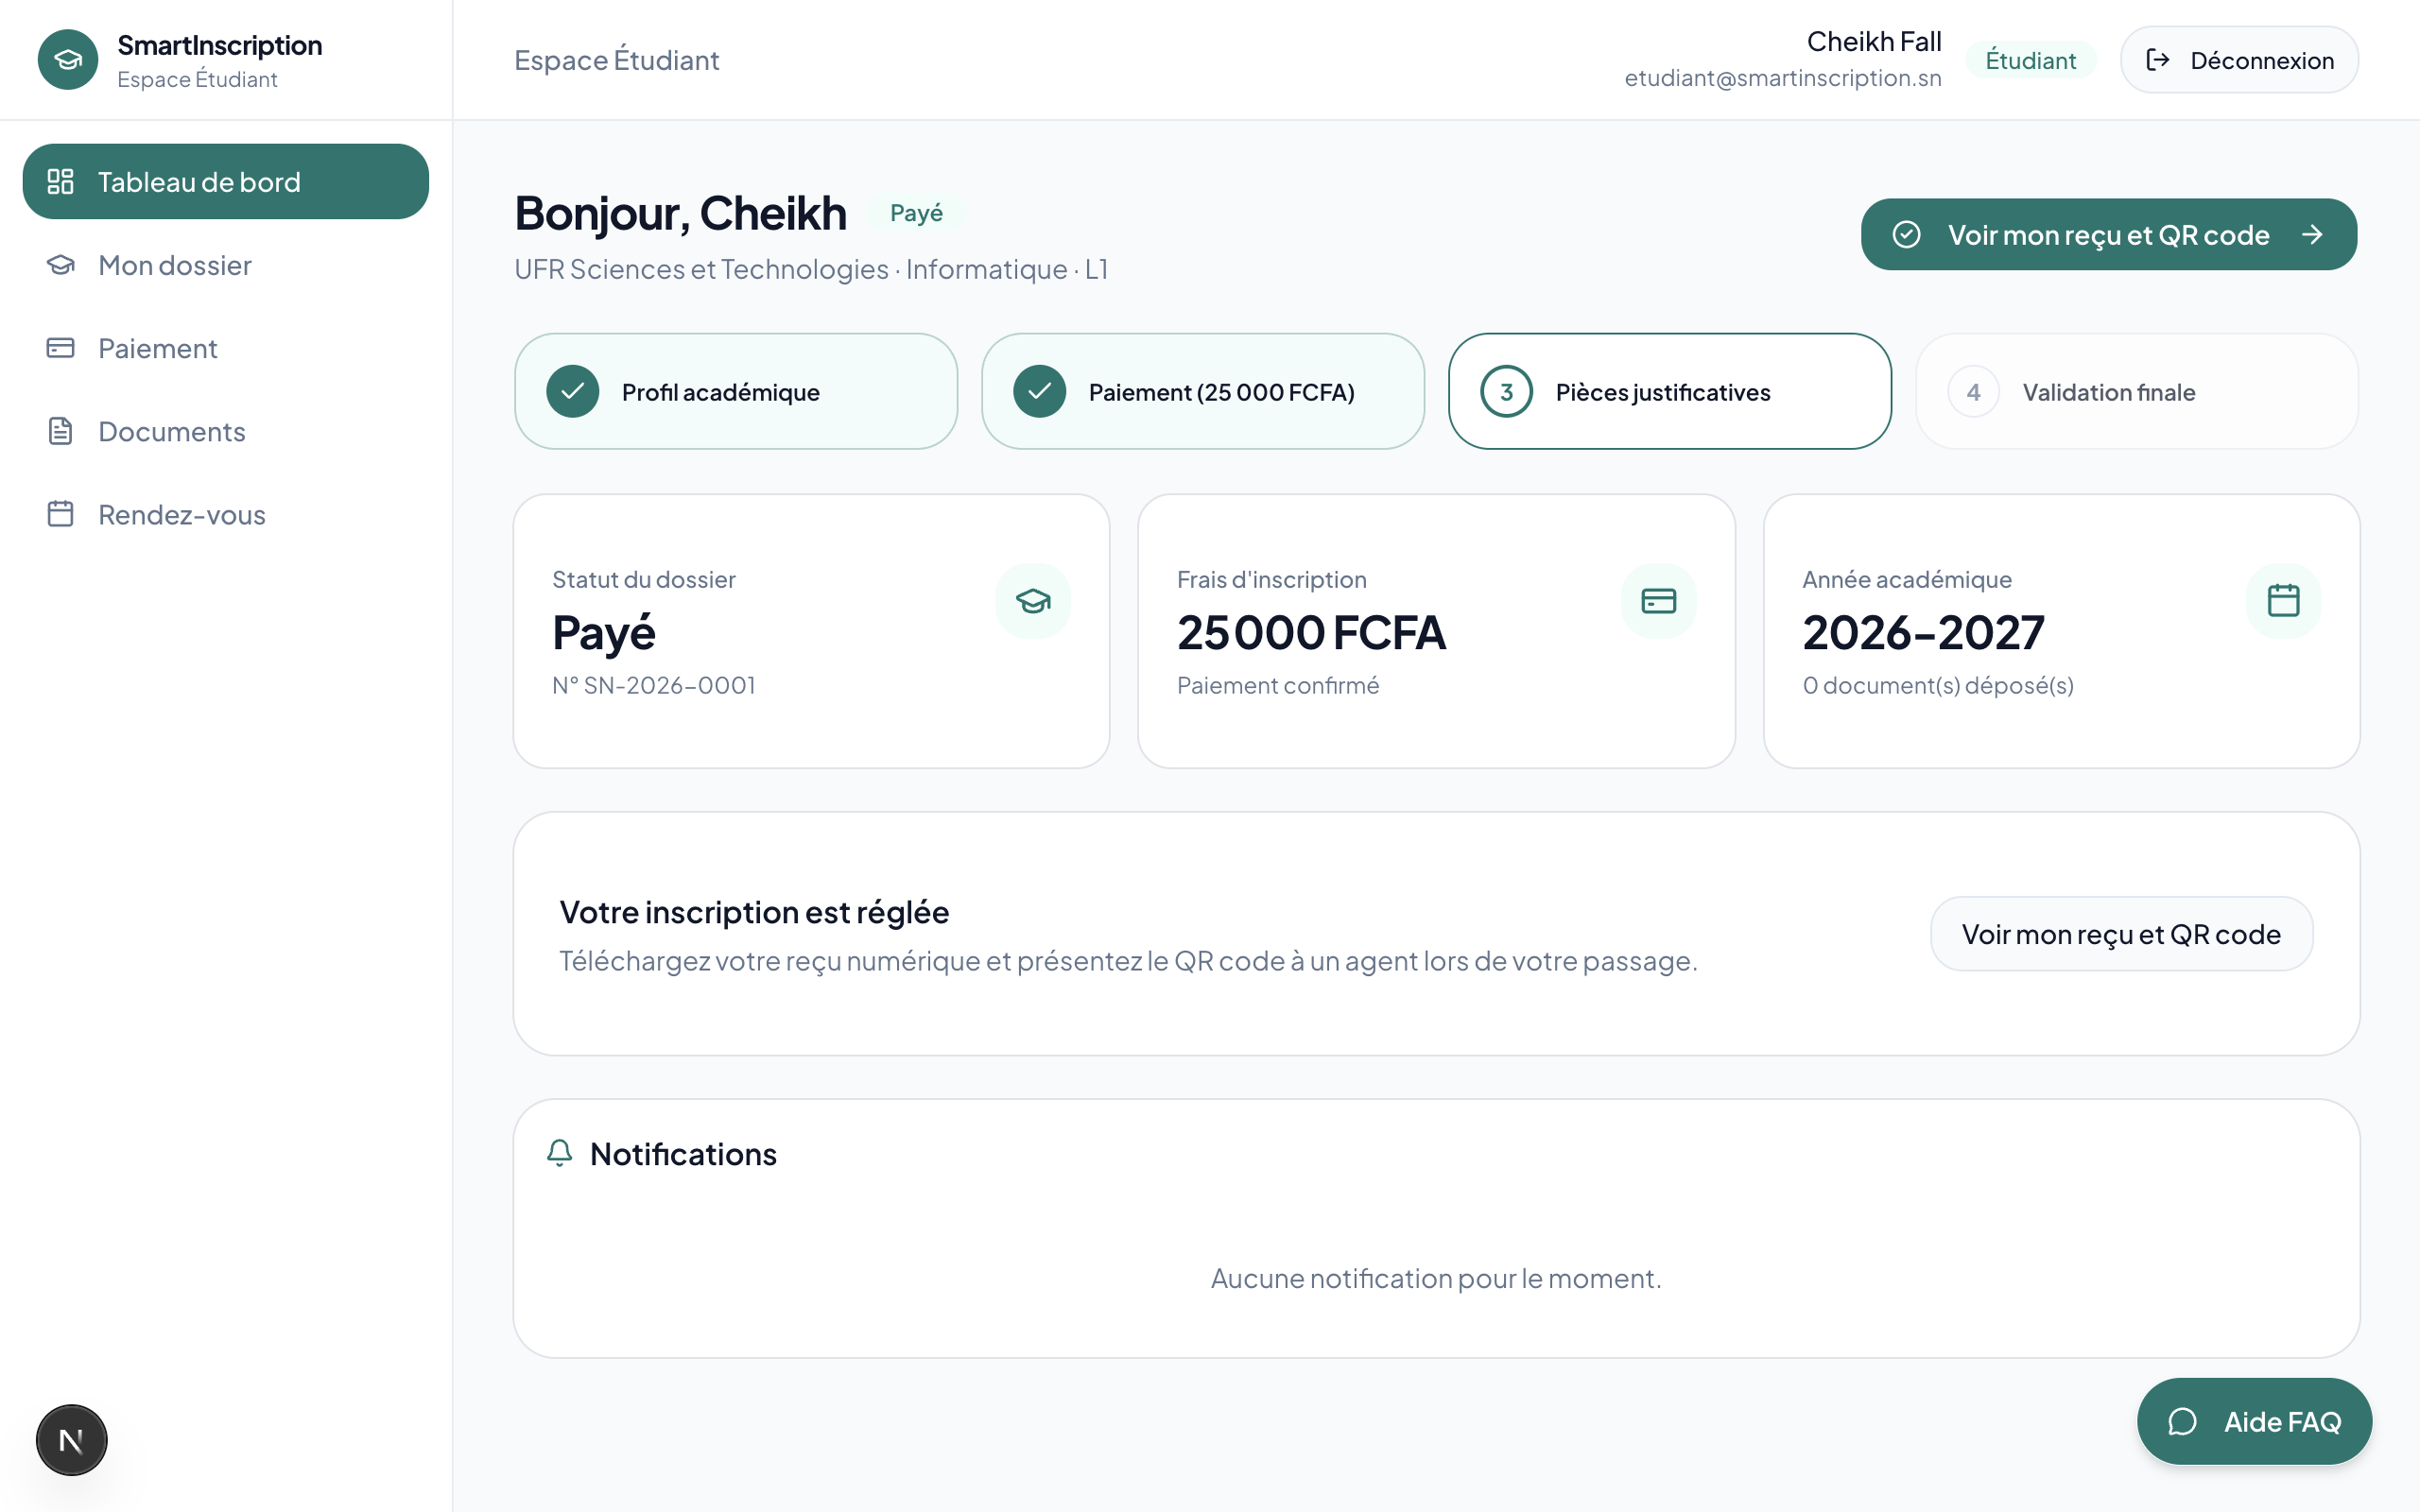 SmartInscription
Espace Étudiant
Espace Étudiant
Cheikh Fall
etudiant@smartinscription.sn
Étudiant
Déconnexion
Tableau de bord
Mon dossier
Paiement
Documents
Rendez-vous
Bonjour, Cheikh
Payé
UFR Sciences et Technologies · Informatique · L1
Voir mon reçu et QR code
Profil académique
Paiement (25 000 FCFA)
3
Pièces justificatives
4
Validation finale
Statut du dossier
Payé
N° SN-2026-0001
Frais d'inscription
25 000 FCFA
Paiement confirmé
Année académique
2026-2027
0 document(s) déposé(s)
Votre inscription est réglée
Téléchargez votre reçu numérique et présentez le QR code à un agent lors de votre passage.
Voir mon reçu et QR code
Notifications
Aucune notification pour le moment.
N
Aide FAQ